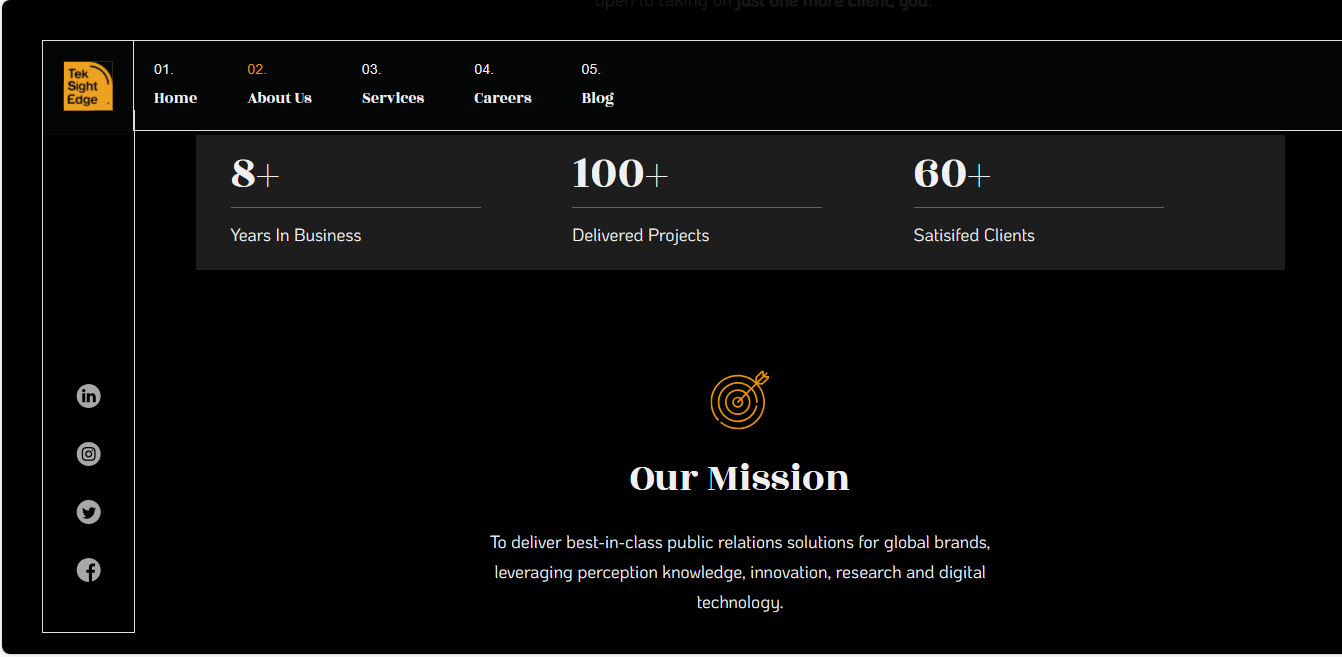 open to taking on just one more client, you.
Tek
Sight
Edge
01. 02. 03. 04. 05.
Home About Us Services Careers Blog
8+ 100+ 60+
Years In Business Delivered Projects Satisifed Clients
Our Mission
To deliver best-in-class public relations solutions for global brands,
leveraging perception knowledge, innovation, research and digital
technology.